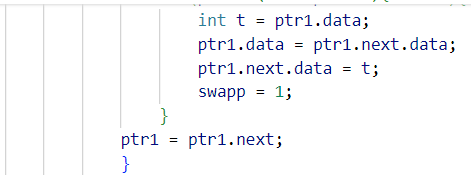 int t = ptr1.data;
ptr1.data = ptr1.next.data;
ptr1.next.data = t;
swapp = 1;
}
ptr1 = ptr1.next;
}